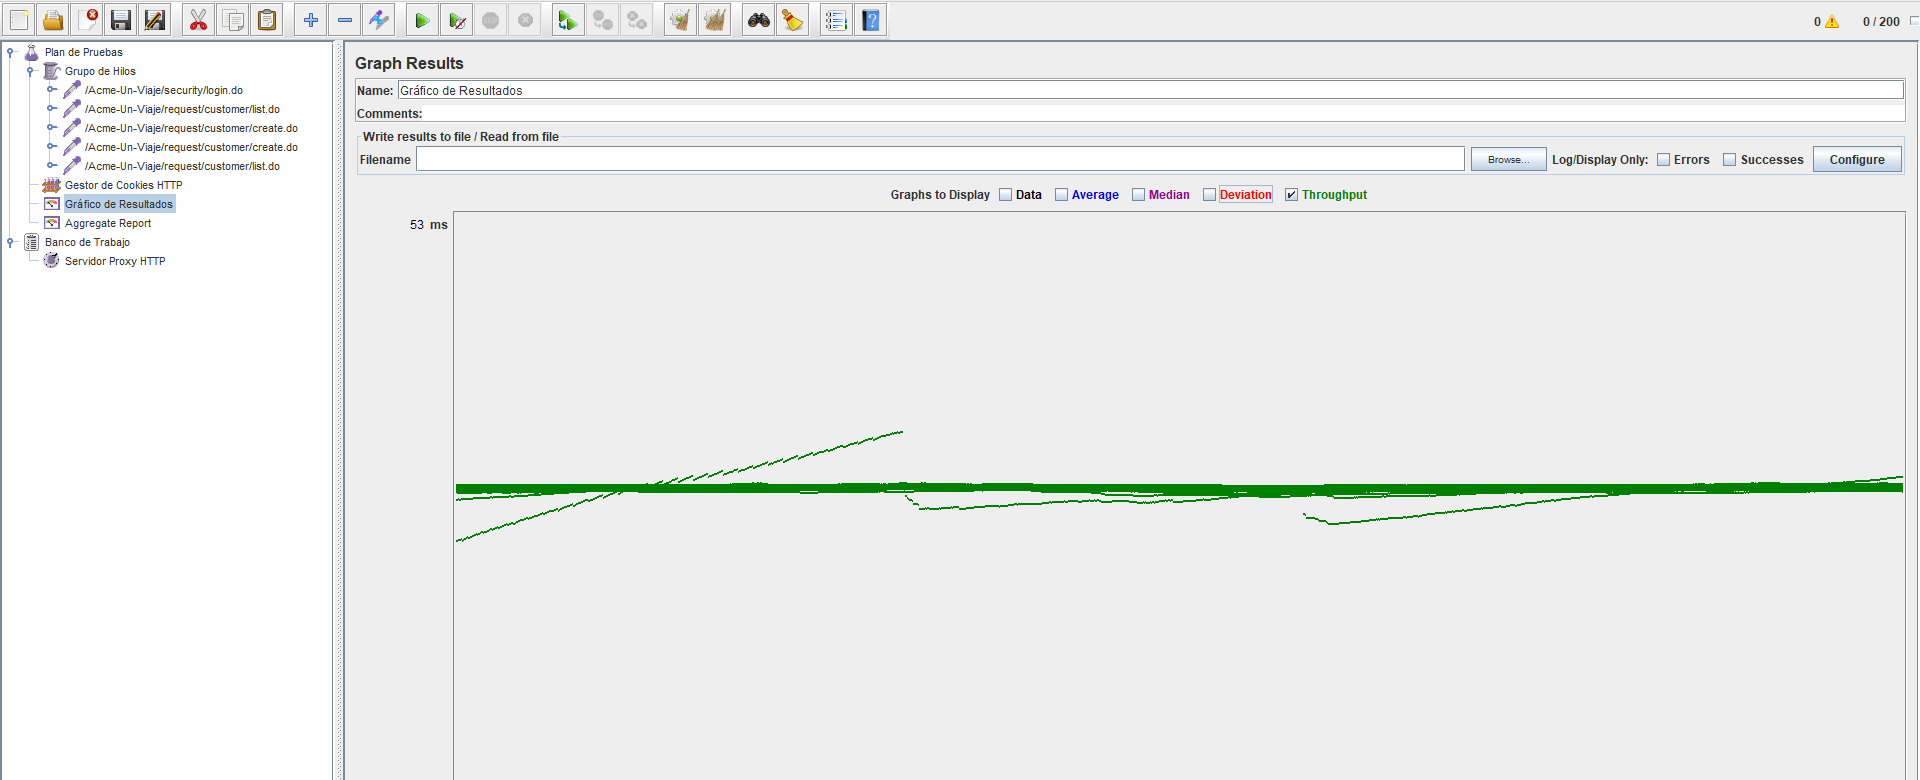 0 0 / 200
Plan de Pruebas
Grupo de Hilos
/Acme-Un-Viaje/security/login.do
/Acme-Un-Viaje/request/customer/list.do
/Acme-Un-Viaje/request/customer/create.do
/Acme-Un-Viaje/request/customer/create.do
/Acme-Un-Viaje/request/customer/list.do
Gestor de Cookies HTTP
Gráfico de Resultados
Aggregate Report
Banco de Trabajo
Servidor Proxy HTTP
Graph Results
Name: Gráfico de Resultados
Comments:
Write results to file / Read from file
Filename Browse... Log/Display Only: Errors Successes Configure
Graphs to Display Data Average Median Deviation Throughput
53 ms